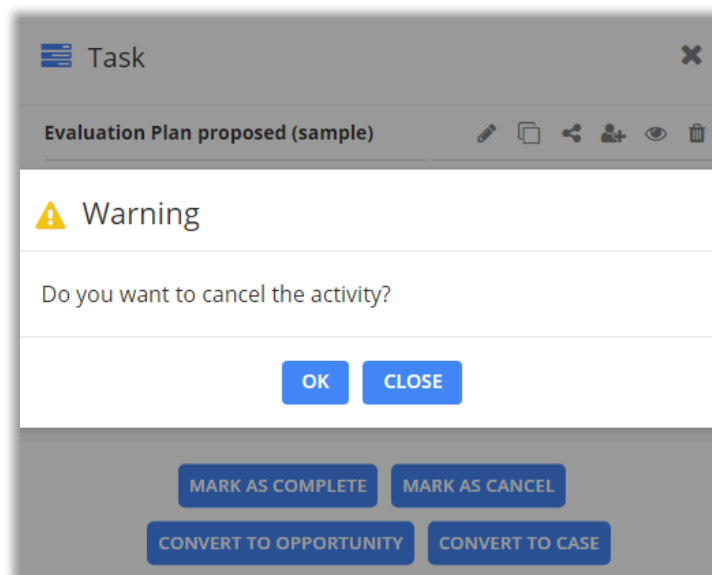 Task
Evaluation Plan proposed (sample)
Warning
Do you want to cancel the activity?
OK CLOSE
MARK AS COMPLETE MARK AS CANCEL
CONVERT TO OPPORTUNITY CONVERT TO CASE